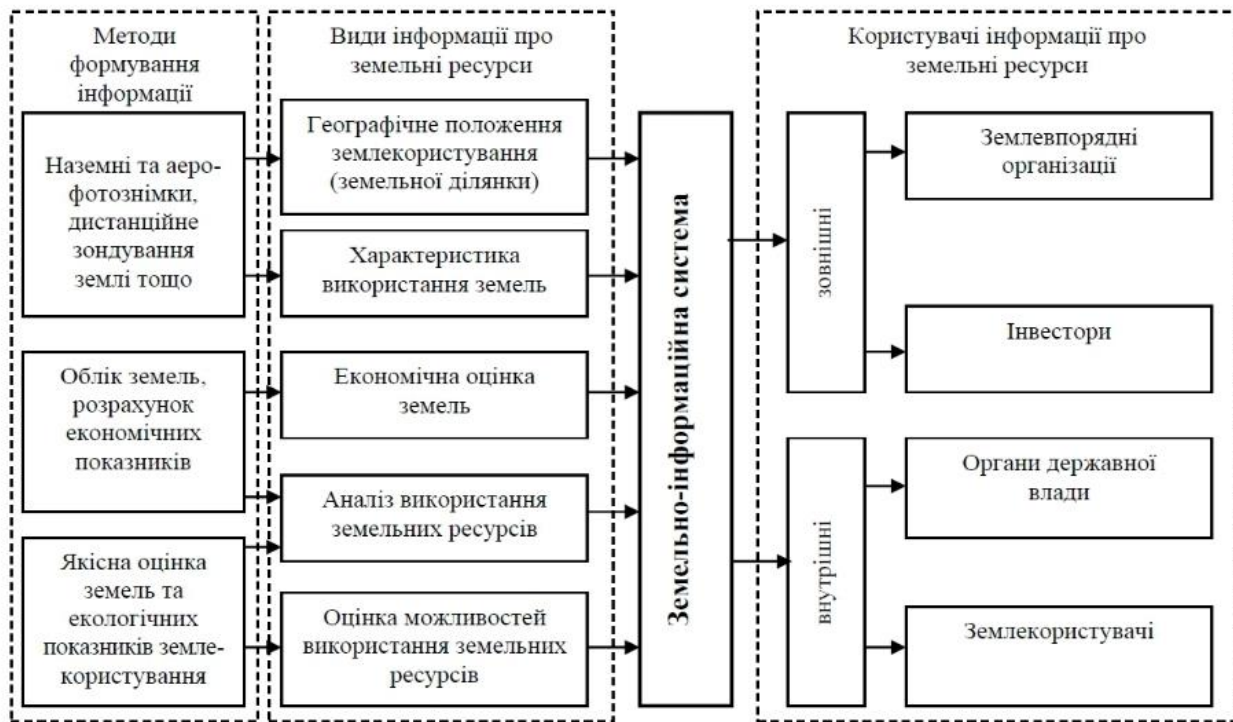 Методи
формування
інформації
Наземні та аеро-
фотознімки,
дистанційне
зондування
землі тощо
Облік земель,
розрахунок
економічних
показників
Якісна оцінка
земель та
екологічних
показників земле-
користування
Види інформації про
земельні ресурси
Географічне положення
землекористування
(земельної ділянки)
Характеристика
використання земель
Економічна оцінка
земель
Аналіз використання
земельних ресурсів
Оцінка можливостей
використання земельних
ресурсів
Земельно-інформаційна система
Користувачі інформації про
земельні ресурси
зовнішні
Землевпорядні
організації
Інвестори
внутрішні
Органи державної
влади
Землекористувачі